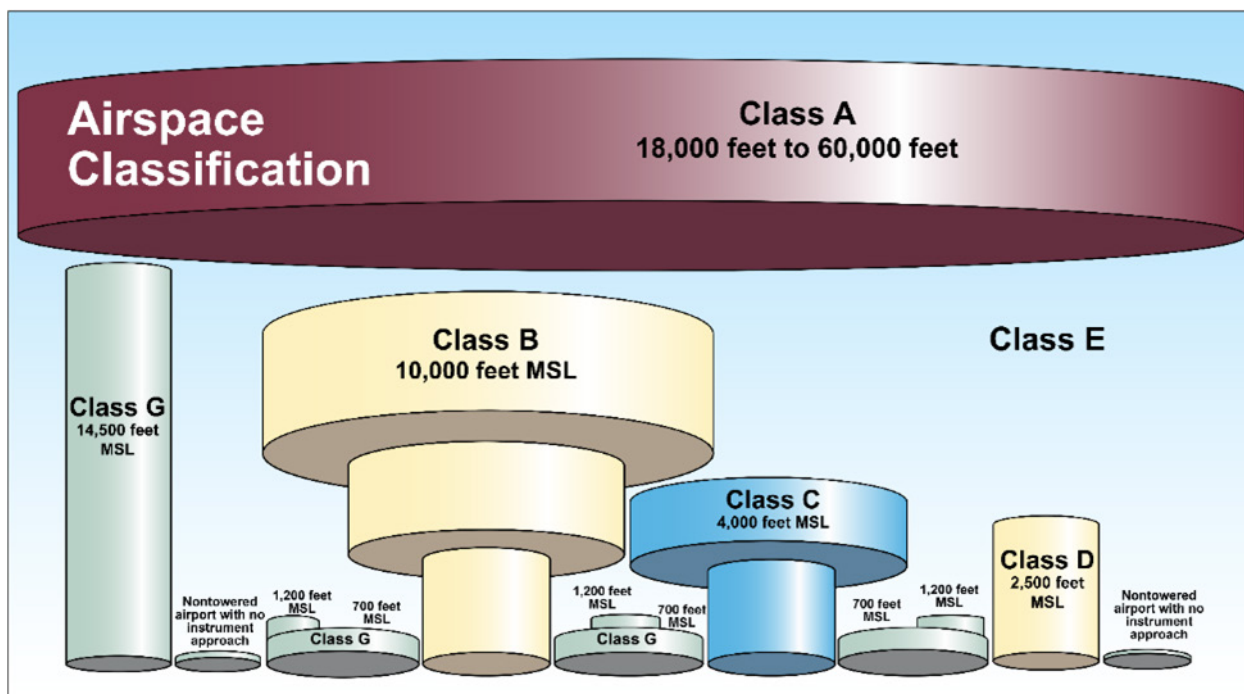 Airspace
Classification
Class A
18,000 feet to 60,000 feet
Class B
10,000 feet MSL
Class E
Class G
14,500 feet
MSL
Class C
4,000 feet MSL
Class D
2,500 feet
MSL
Nontowered
airport with no
instrument
approach
1,200 feet
MSL
700 feet
MSL
Class G
1,200 feet
MSL
700 feet
MSL
Class G
700 feet
MSL
1,200 feet
MSL
Nontowered
airport with no
instrument
approach